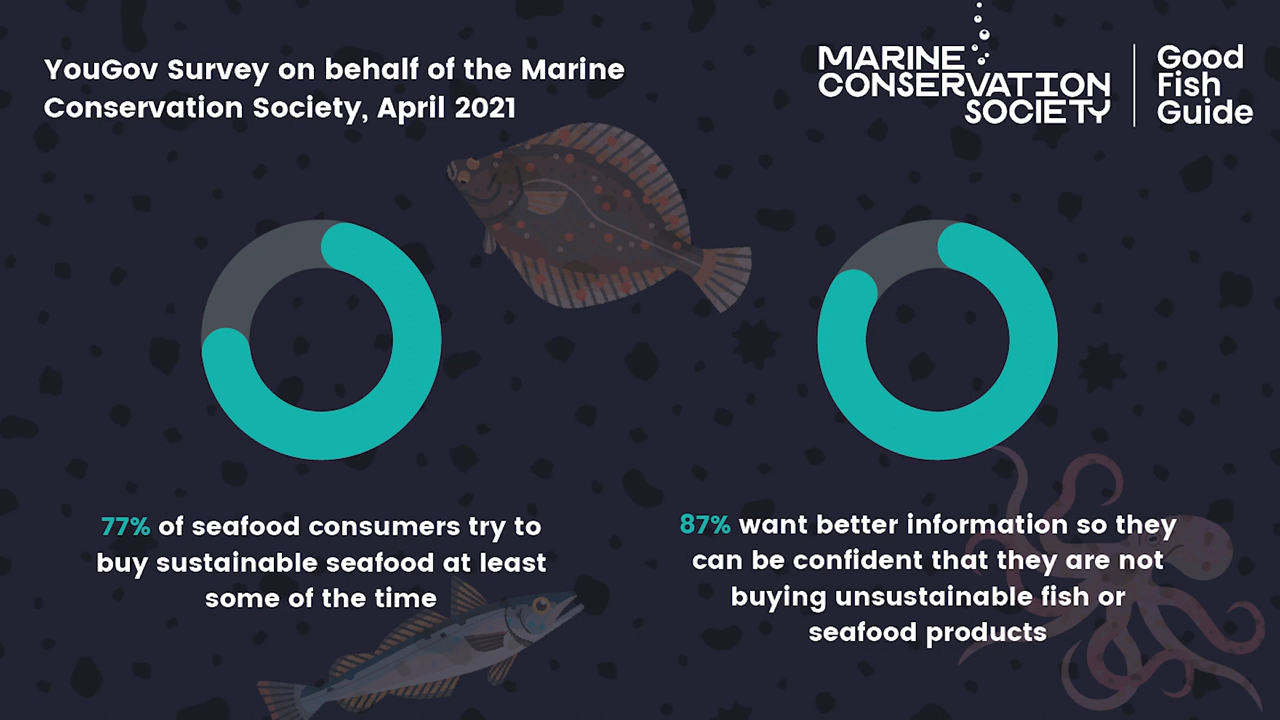 YouGov Survey on behalf of the Marine
Conservation Society, April 2021
MARINE
CONSERVATION
SOCIETY
Good
Fish
Guide
77% of seafood consumers try to
buy sustainable seafood at least
some of the time
87% want better information so they
can be confident that they are not
buying unsustainable fish or
seafood products